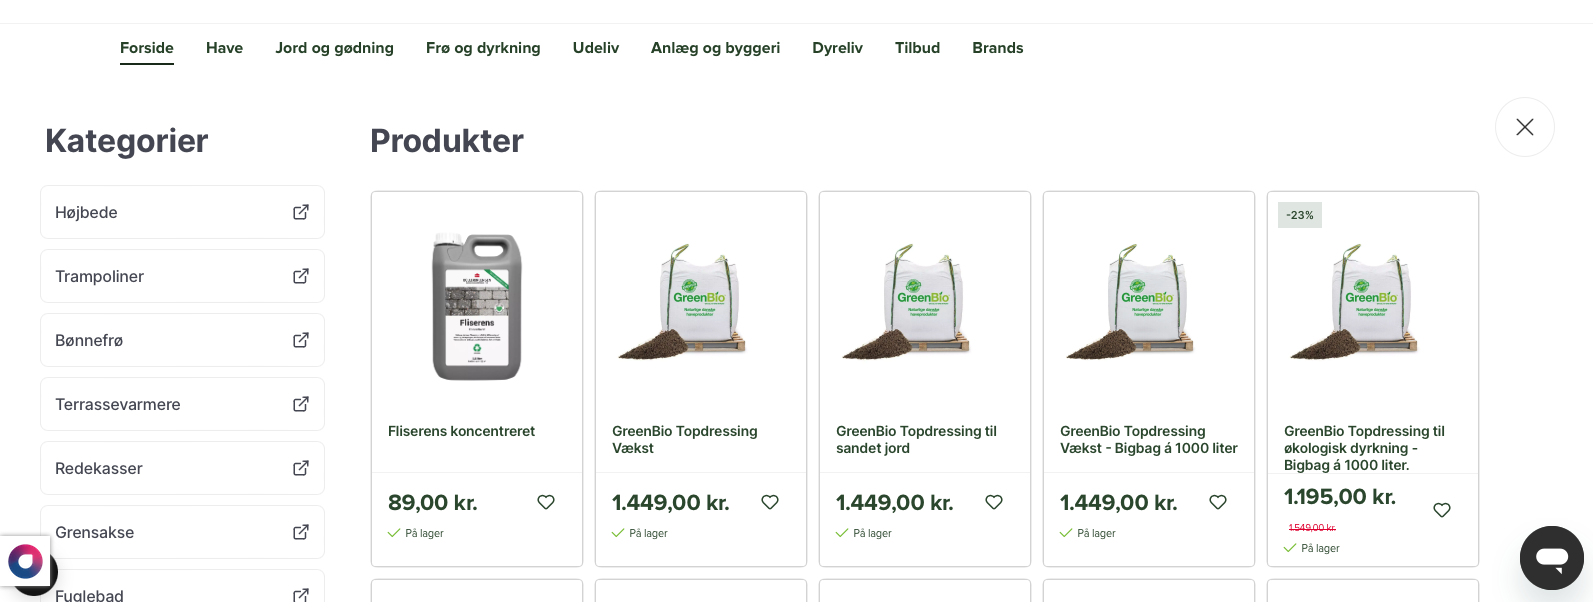 Forside Have Jord og gødning Frø og dyrkning Udeliv Anlæg og byggeri Dyreliv Tilbud Brands
Kategorier
Højbede
Trampoliner
Bønnefrø
Terrassevarmere
Redekasser
Grensakse
Fuglebad
Produkter
Fliserens
Fliserens koncentreret
89,00 kr.
På lager
GreenBio
Naturlige stenfrie
haveprodukter
GreenBio Topdressing
Vækst
1.449,00 kr.
På lager
GreenBio
GreenBio Topdressing til
sandet jord
1.449,00 kr.
På lager
GreenBio
GreenBio Topdressing
Vækst - Bigbag á 1000 liter
1.449,00 kr.
På lager
-23%
GreenBio
GreenBio Topdressing til
økologisk dyrkning -
Bigbag á 1000 liter.
1.195,00 kr.
1.549,00 kr.
På lager